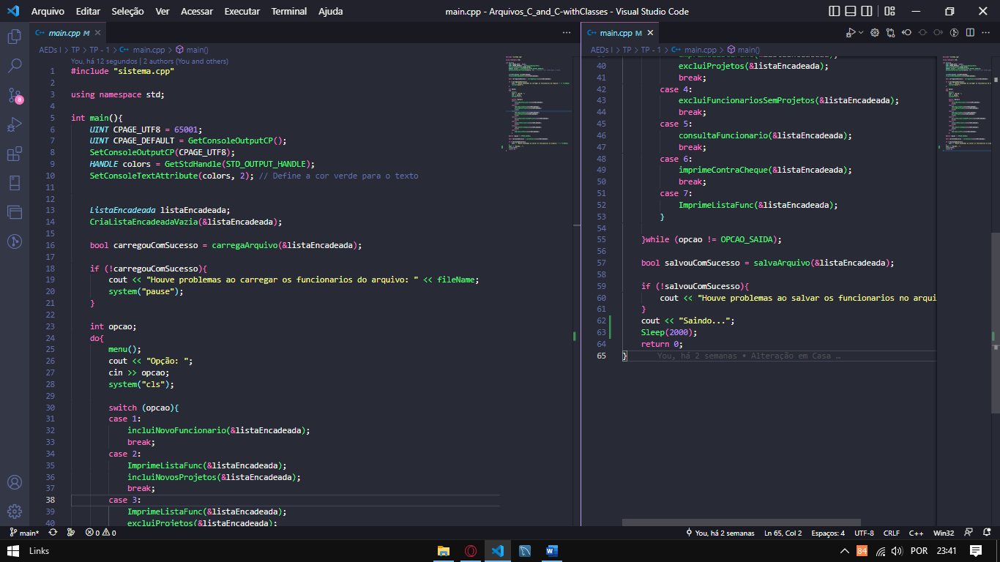 Arquivo Editar Seleção Ver Acessar Executar Terminal Ajuda
main.cpp - Arquivos_C_and_C-withClasses - Visual Studio Code
main.cpp M
AEDs I > TP > TP - 1 > main.cpp > main()
You, há 12 segundos | 2 authors (You and others)
1 #include "sistema.cpp"
2
3 using namespace std;
4
5 int main(){
6 UINT CPAGE_UTF8 = 65001;
7 UINT CPAGE_DEFAULT = GetConsoleOutputCP();
8 SetConsoleOutputCP(CPAGE_UTF8);
9 HANDLE colors = GetStdHandle(STD_OUTPUT_HANDLE);
10 SetConsoleTextAttribute(colors, 2); // Define a cor verde para o texto
11
12
13 ListaEncadeada listaEncadeada;
14 CriaListaEncadeadaVazia(&listaEncadeada);
15
16 bool carregouComSucesso = carregaArquivo(&listaEncadeada);
17
18 if (!carregouComSucesso){
19 cout << "Houve problemas ao carregar os funcionarios do arquivo: " << fileName;
20 system("pause");
21 }
22
23 int opcao;
24 do{
25 menu();
26 cout << "Opção: ";
27 cin >> opcao;
28 system("cls");
29
30 switch (opcao){
31 case 1:
32 incluiNovoFuncionario(&listaEncadeada);
33 break;
34 case 2:
35 ImprimeListaFunc(&listaEncadeada);
36 incluiNovosProjetos(&listaEncadeada);
37 break;
38 case 3:
39 ImprimeListaFunc(&listaEncadeada);
40 excluiProjetos(&listaEncadeada);
main.cpp M
AEDs I > TP > TP - 1 > main.cpp > main()
40 excluiProjetos(&listaEncadeada);
41 break;
42 case 4:
43 excluiFuncionariosSemProjetos(&listaEncadeada);
44 break;
45 case 5:
46 consultaFuncionario(&listaEncadeada);
47 break;
48 case 6:
49 imprimeContraCheque(&listaEncadeada);
50 break;
51 case 7:
52 ImprimeListaFunc(&listaEncadeada);
53 }
54
55 }while (opcao != OPCAO_SAIDA);
56
57 bool salvouComSucesso = salvaArquivo(&listaEncadeada);
58
59 if (!salvouComSucesso){
60 cout << "Houve problemas ao salvar os funcionarios no arqui
61 }
62 cout << "Saindo...";
63 Sleep(2000);
64 return 0;
65 } You, há 2 semanas • Alteração em Casa …
8
main* 0 0
You, há 2 semanas Ln 65, Col 2 Espaços: 4 UTF-8 CRLF C++ Win32
Links
84 POR 23:41